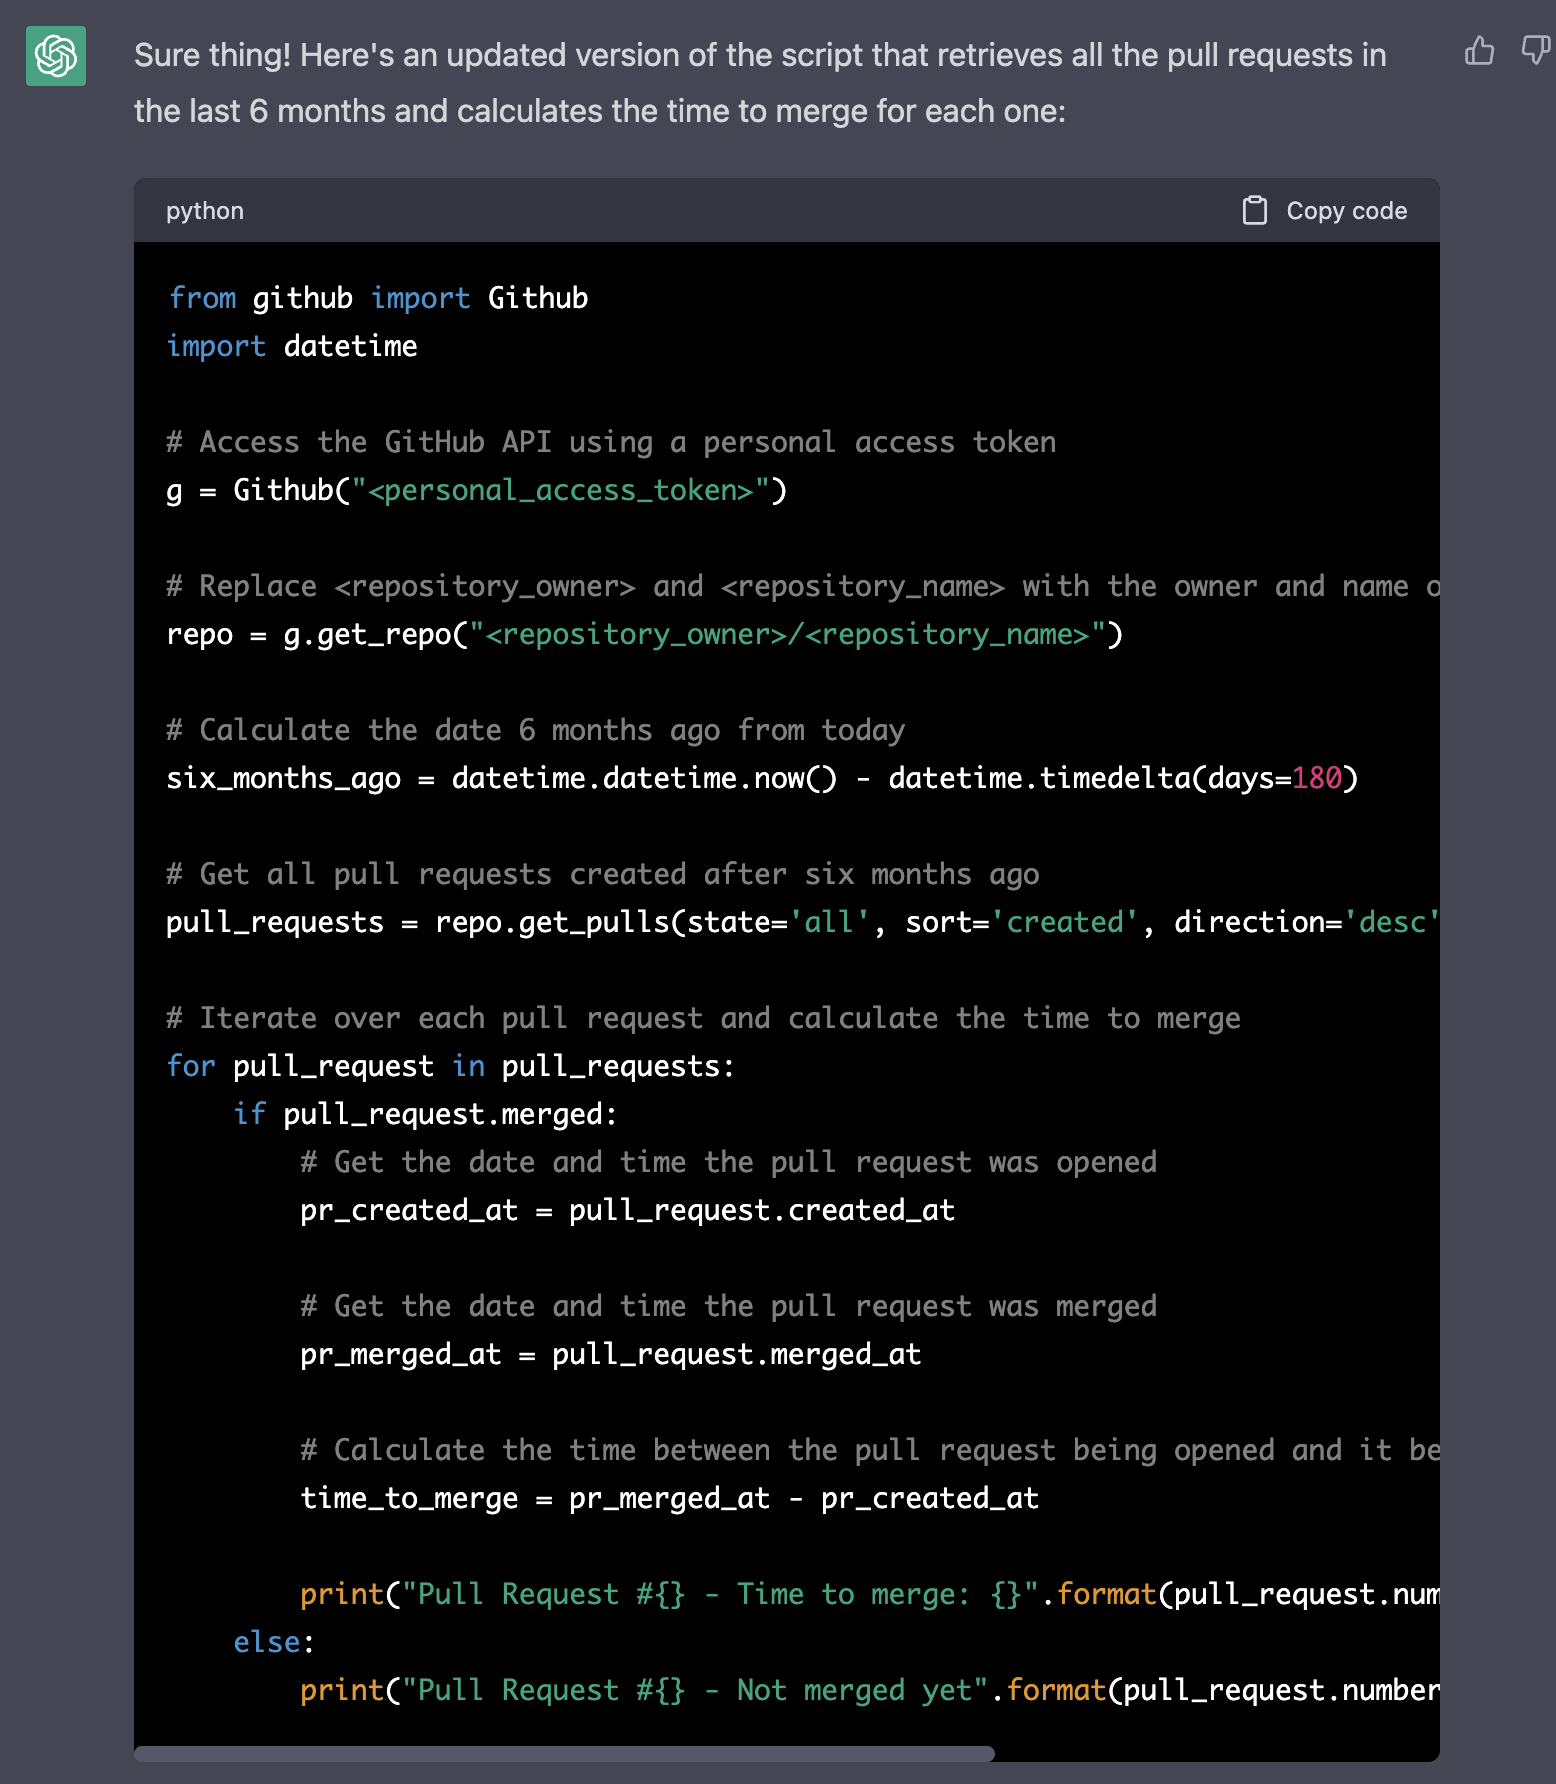 Sure thing! Here's an updated version of the script that retrieves all the pull requests in
the last 6 months and calculates the time to merge for each one:
python
Copy code
from github import Github
import datetime
# Access the GitHub API using a personal access token
g = Github("<personal_access_token>")
# Replace <repository_owner> and <repository_name> with the owner and name o
repo = g.get_repo("<repository_owner>/<repository_name>")
# Calculate the date 6 months ago from today
six_months_ago = datetime.datetime.now() - datetime.timedelta(days=180)
# Get all pull requests created after six months ago
pull_requests = repo.get_pulls(state='all', sort='created', direction='desc'
# Iterate over each pull request and calculate the time to merge
for pull_request in pull_requests:
    if pull_request.merged:
        # Get the date and time the pull request was opened
        pr_created_at = pull_request.created_at
        # Get the date and time the pull request was merged
        pr_merged_at = pull_request.merged_at
        # Calculate the time between the pull request being opened and it be
        time_to_merge = pr_merged_at - pr_created_at
        print("Pull Request #{} - Time to merge: {}".format(pull_request.num
    else:
        print("Pull Request #{} - Not merged yet".format(pull_request.number